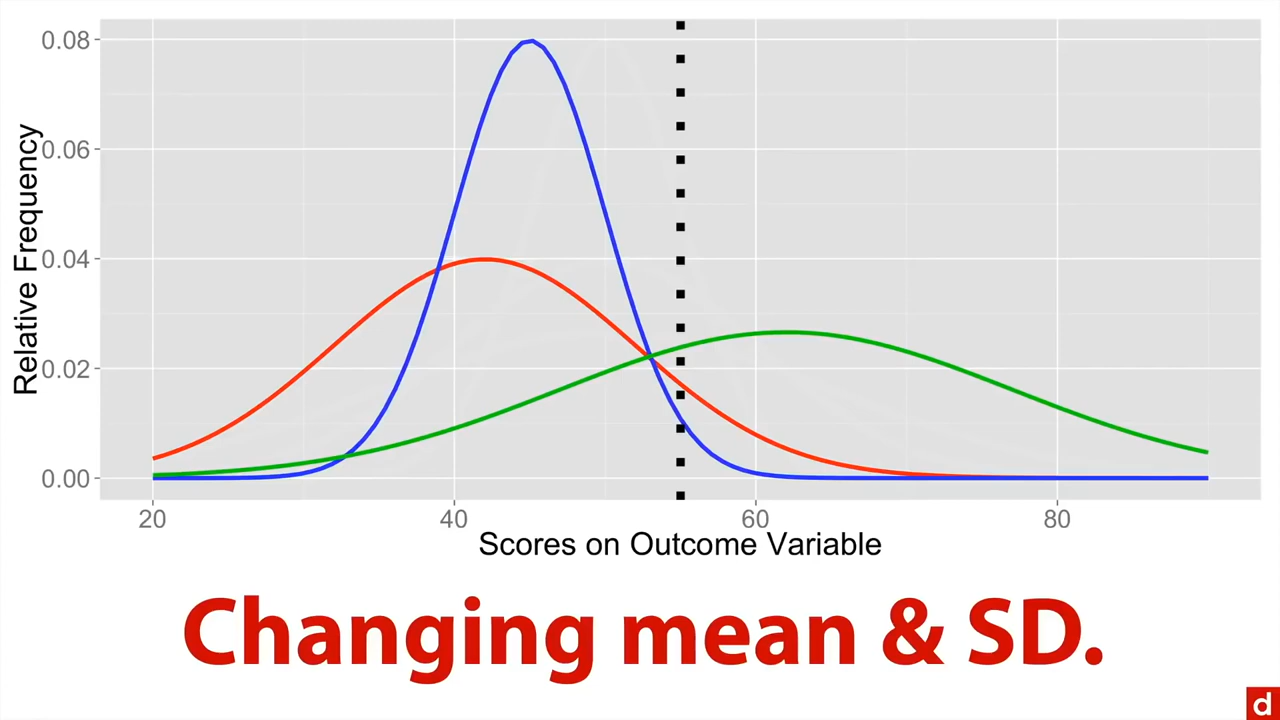 0.08
0.06
0.04
0.02
0.00
Relative Frequency
20 40 60 80
Scores on Outcome Variable
Changing mean & SD.
d